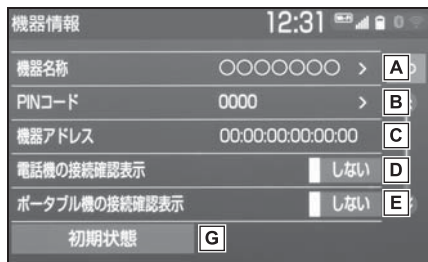 機器情報 12:31 Wi-Fi 0
機器名称 ○○○○○○○ > A
PINコード 0000 > B
機器アドレス 00:00:00:00:00:00 C
電話機の接続確認表示 しない D
ポータブル機の接続確認表示 しない E
初期状態 G